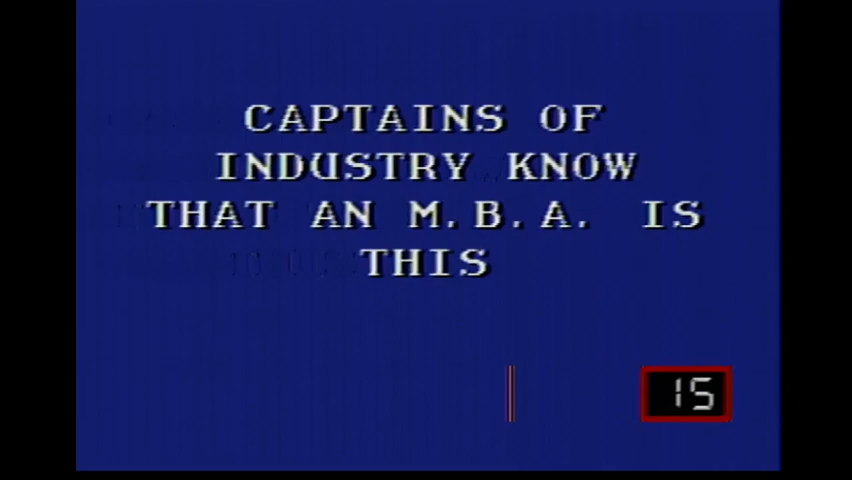 CAPTAINS OF
INDUSTRY KNOW
THAT AN M.B.A. IS
THIS
15